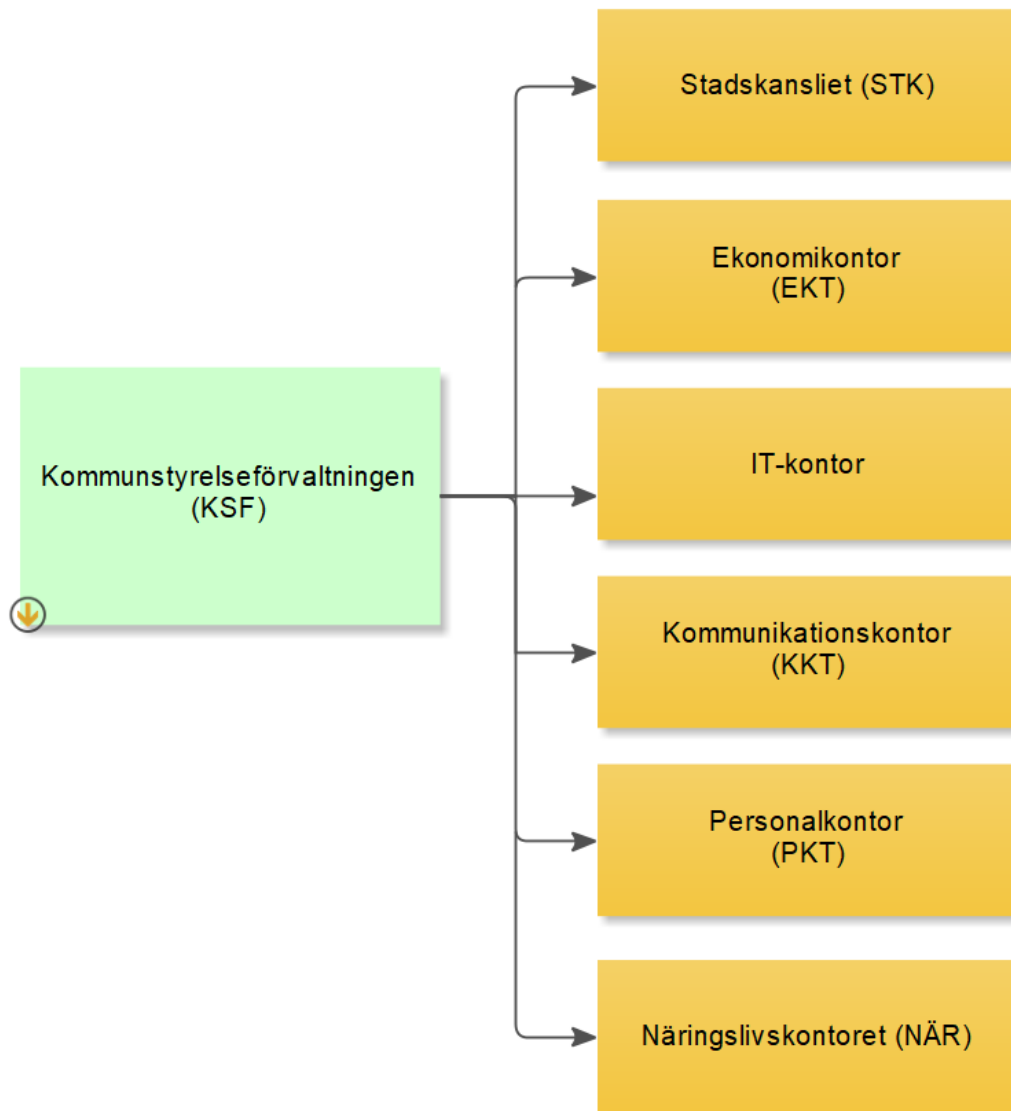 Stadskansliet (STK)
Ekonomikontor
(EKT)
Kommunstyrelseförvaltningen
(KSF)
IT-kontor
Kommunikationskontor
(KKT)
Personalkontor
(PKT)
Näringslivskontoret (NÄR)